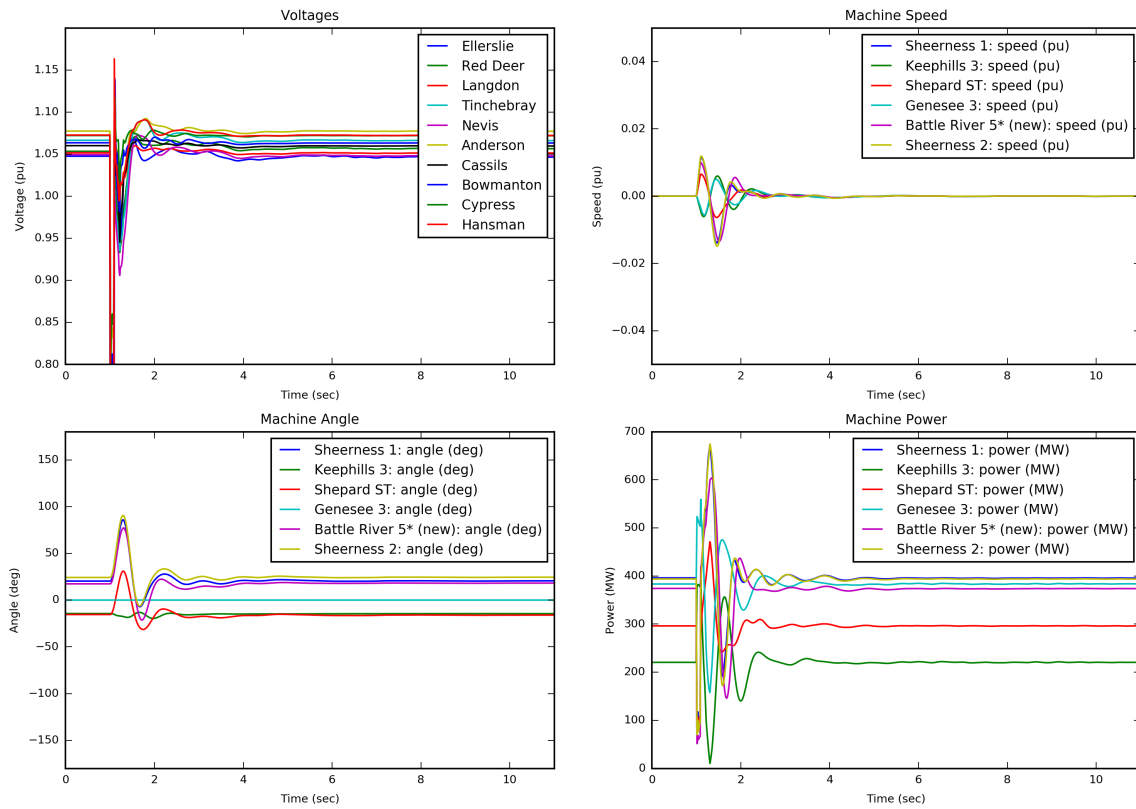 Voltages
1.15
1.10
1.05
1.00
0.95
0.90
0.85
0.80
Voltage (pu)
0 2 4 6 8 10
Time (sec)
Ellerslie
Red Deer
Langdon
Tinchebray
Nevis
Anderson
Cassils
Bowmanton
Cypress
Hansman
Machine Speed
0.04
0.02
0.00
−0.02
−0.04
Speed (pu)
0 2 4 6 8 10
Time (sec)
Sheerness 1: speed (pu)
Keephills 3: speed (pu)
Shepard ST: speed (pu)
Genesee 3: speed (pu)
Battle River 5* (new): speed (pu)
Sheerness 2: speed (pu)
Machine Angle
150
100
50
0
−50
−100
−150
Angle (deg)
0 2 4 6 8 10
Time (sec)
Sheerness 1: angle (deg)
Keephills 3: angle (deg)
Shepard ST: angle (deg)
Genesee 3: angle (deg)
Battle River 5* (new): angle (deg)
Sheerness 2: angle (deg)
Machine Power
700
600
500
400
300
200
100
0
Power (MW)
0 2 4 6 8 10
Time (sec)
Sheerness 1: power (MW)
Keephills 3: power (MW)
Shepard ST: power (MW)
Genesee 3: power (MW)
Battle River 5* (new): power (MW)
Sheerness 2: power (MW)